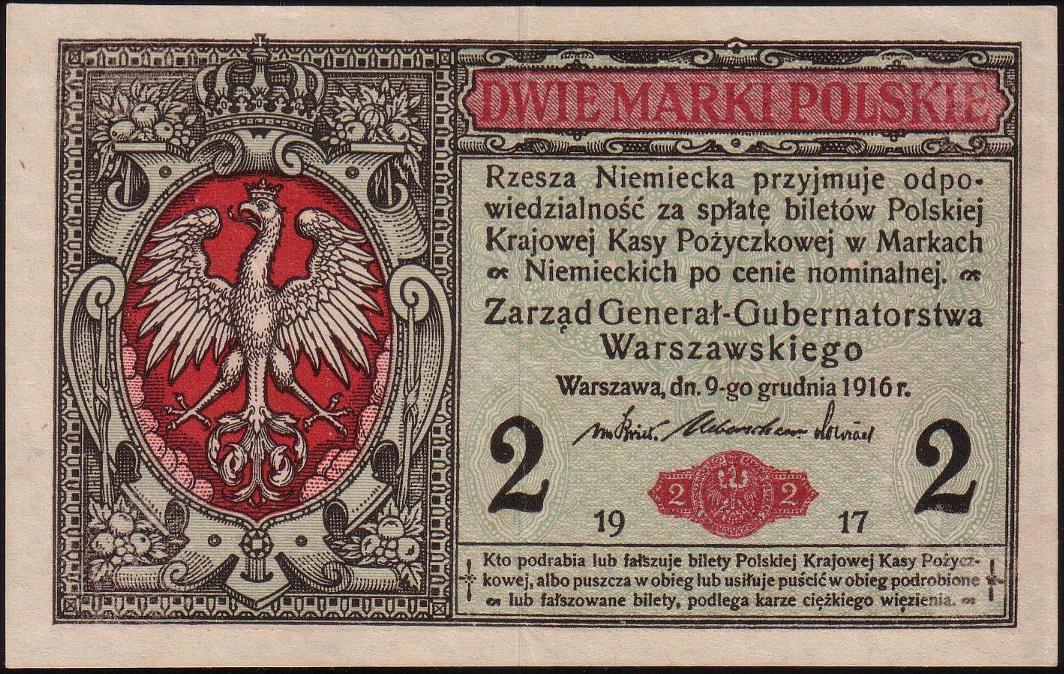 DWIE MARKI POLSKIE
Rzesza Niemiecka przyjmuje odpo-
wiedzialność za spłatę biletów Polskiej
Krajowej Kasy Pożyczkowej w Markach
Niemieckich po cenie nominalnej.
Zarząd Generał-Gubernatorstwa
Warszawskiego
Warszawa, dn. 9-go grudnia 1916 r.
2 2
2 2
19 17
Kto podrabia lub fałszuje bilety Polskiej Krajowej Kasy Pożycz-
kowej, albo puszcza w obieg lub usiłuje puścić w obieg podrobione
lub fałszowane bilety, podlega karze ciężkiego więzienia.